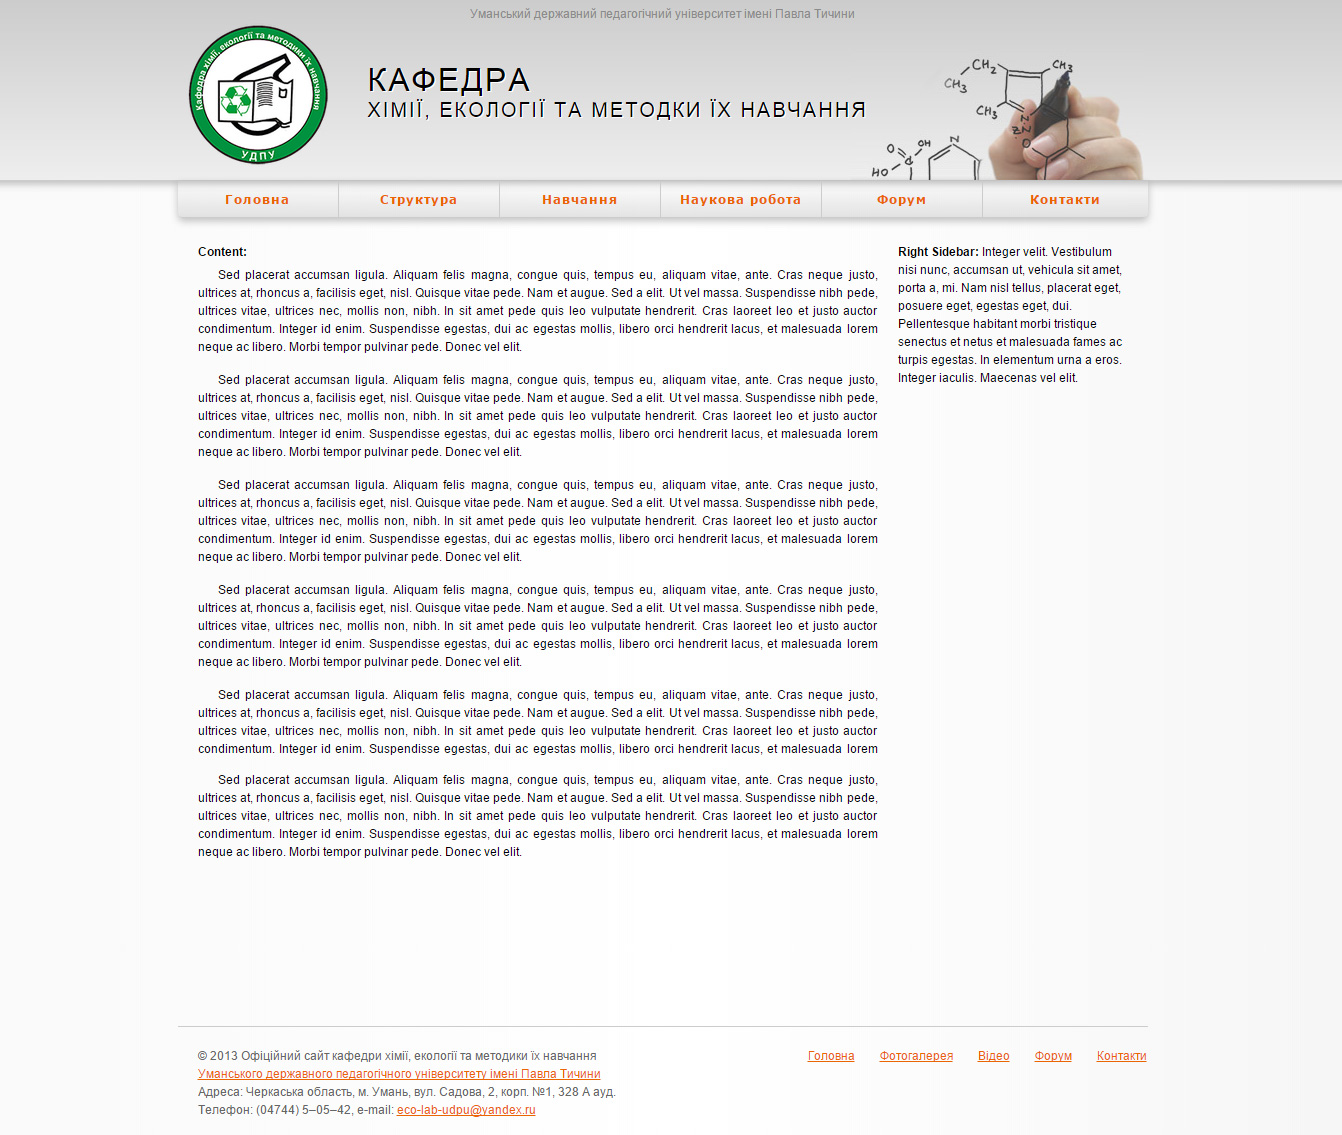 Уманський державний педагогічний університет імені Павла Тичини
Кафедра хімії, екології та методики їх навчання
УДПУ
КАФЕДРА
ХІМІЇ, ЕКОЛОГІЇ ТА МЕТОДКИ ЇХ НАВЧАННЯ
CH₂
CH₃
CH₃
CH₃
N
N
O
O
OH
N
HO
Головна
Структура
Навчання
Наукова робота
Форум
Контакти
Content:
Sed placerat accumsan ligula. Aliquam felis magna, congue quis, tempus eu, aliquam vitae, ante. Cras neque justo,
ultrices at, rhoncus a, facilisis eget, nisl. Quisque vitae pede. Nam et augue. Sed a elit. Ut vel massa. Suspendisse nibh pede,
ultrices vitae, ultrices nec, mollis non, nibh. In sit amet pede quis leo vulputate hendrerit. Cras laoreet leo et justo auctor
condimentum. Integer id enim. Suspendisse egestas, dui ac egestas mollis, libero orci hendrerit lacus, et malesuada lorem
neque ac libero. Morbi tempor pulvinar pede. Donec vel elit.
Sed placerat accumsan ligula. Aliquam felis magna, congue quis, tempus eu, aliquam vitae, ante. Cras neque justo,
ultrices at, rhoncus a, facilisis eget, nisl. Quisque vitae pede. Nam et augue. Sed a elit. Ut vel massa. Suspendisse nibh pede,
ultrices vitae, ultrices nec, mollis non, nibh. In sit amet pede quis leo vulputate hendrerit. Cras laoreet leo et justo auctor
condimentum. Integer id enim. Suspendisse egestas, dui ac egestas mollis, libero orci hendrerit lacus, et malesuada lorem
neque ac libero. Morbi tempor pulvinar pede. Donec vel elit.
Sed placerat accumsan ligula. Aliquam felis magna, congue quis, tempus eu, aliquam vitae, ante. Cras neque justo,
ultrices at, rhoncus a, facilisis eget, nisl. Quisque vitae pede. Nam et augue. Sed a elit. Ut vel massa. Suspendisse nibh pede,
ultrices vitae, ultrices nec, mollis non, nibh. In sit amet pede quis leo vulputate hendrerit. Cras laoreet leo et justo auctor
condimentum. Integer id enim. Suspendisse egestas, dui ac egestas mollis, libero orci hendrerit lacus, et malesuada lorem
neque ac libero. Morbi tempor pulvinar pede. Donec vel elit.
Sed placerat accumsan ligula. Aliquam felis magna, congue quis, tempus eu, aliquam vitae, ante. Cras neque justo,
ultrices at, rhoncus a, facilisis eget, nisl. Quisque vitae pede. Nam et augue. Sed a elit. Ut vel massa. Suspendisse nibh pede,
ultrices vitae, ultrices nec, mollis non, nibh. In sit amet pede quis leo vulputate hendrerit. Cras laoreet leo et justo auctor
condimentum. Integer id enim. Suspendisse egestas, dui ac egestas mollis, libero orci hendrerit lacus, et malesuada lorem
neque ac libero. Morbi tempor pulvinar pede. Donec vel elit.
Sed placerat accumsan ligula. Aliquam felis magna, congue quis, tempus eu, aliquam vitae, ante. Cras neque justo,
ultrices at, rhoncus a, facilisis eget, nisl. Quisque vitae pede. Nam et augue. Sed a elit. Ut vel massa. Suspendisse nibh pede,
ultrices vitae, ultrices nec, mollis non, nibh. In sit amet pede quis leo vulputate hendrerit. Cras laoreet leo et justo auctor
condimentum. Integer id enim. Suspendisse egestas, dui ac egestas mollis, libero orci hendrerit lacus, et malesuada lorem
Sed placerat accumsan ligula. Aliquam felis magna, congue quis, tempus eu, aliquam vitae, ante. Cras neque justo,
ultrices at, rhoncus a, facilisis eget, nisl. Quisque vitae pede. Nam et augue. Sed a elit. Ut vel massa. Suspendisse nibh pede,
ultrices vitae, ultrices nec, mollis non, nibh. In sit amet pede quis leo vulputate hendrerit. Cras laoreet leo et justo auctor
condimentum. Integer id enim. Suspendisse egestas, dui ac egestas mollis, libero orci hendrerit lacus, et malesuada lorem
neque ac libero. Morbi tempor pulvinar pede. Donec vel elit.
Right Sidebar: Integer velit. Vestibulum
nisi nunc, accumsan ut, vehicula sit amet,
porta a, mi. Nam nisl tellus, placerat eget,
posuere eget, egestas eget, dui.
Pellentesque habitant morbi tristique
senectus et netus et malesuada fames ac
turpis egestas. In elementum urna a eros.
Integer iaculis. Maecenas vel elit.
© 2013 Офіційний сайт кафедри хімії, екології та методики їх навчання
Уманського державного педагогічного університету імені Павла Тичини
Адреса: Черкаська область, м. Умань, вул. Садова, 2, корп. №1, 328 А ауд.
Телефон: (04744) 5–05–42, e-mail: eco-lab-udpu@yandex.ru
Головна
Фотогалерея
Відео
Форум
Контакти